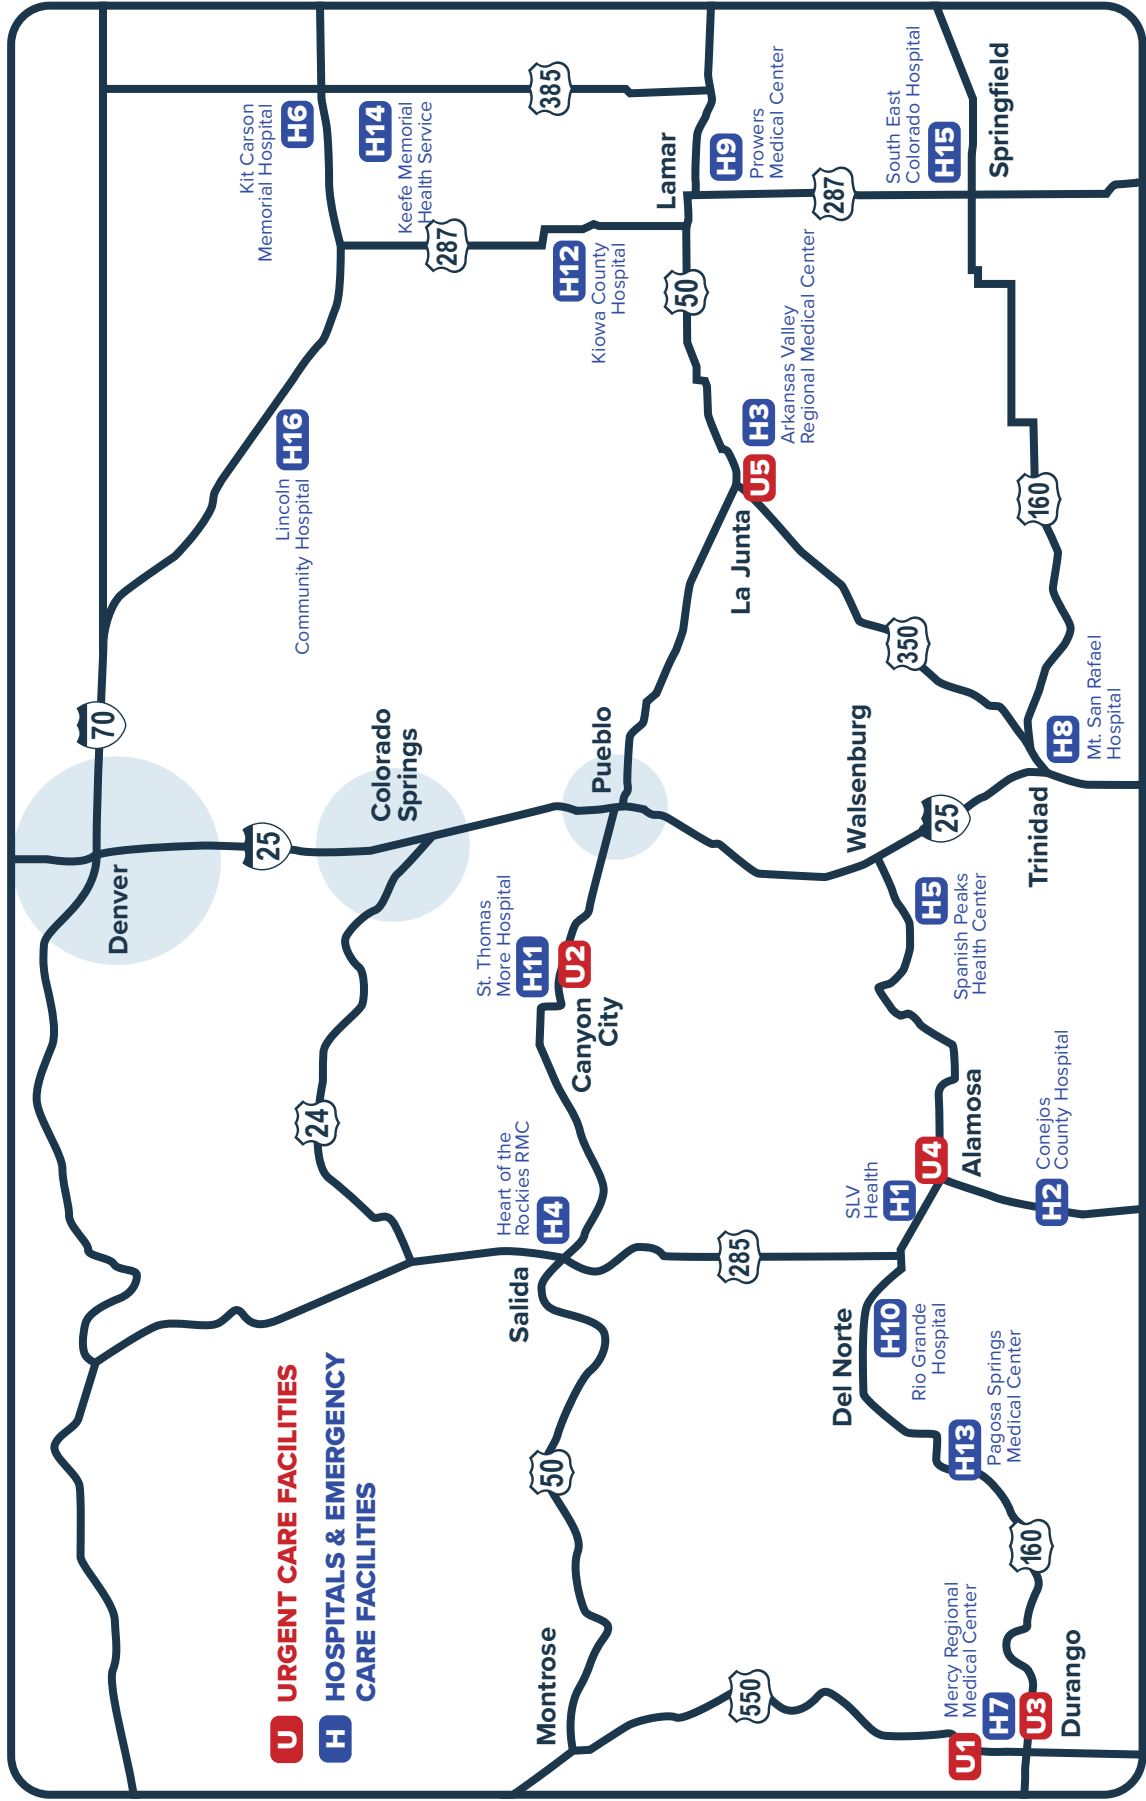 U URGENT CARE FACILITIES
H HOSPITALS & EMERGENCY
CARE FACILITIES
Denver
70
25
Colorado
Springs
24
Lincoln
Community Hospital
H16
Kit Carson
Memorial Hospital
H6
H14
Keefe Memorial
Health Service
385
287
H12
Kiowa County
Hospital
Montrose
50
Salida
Heart of the
Rockies RMC
H4
St. Thomas
More Hospital
H11
U2
Canyon
City
Pueblo
Lamar
H9
Prowers
Medical Center
50
La Junta
U5
H3
Arkansas Valley
Regional Medical Center
287
South East
Colorado Hospital
H15
Springfield
550
285
Del Norte
H10
Rio Grande
Hospital
SLV
Health
H1
U4
Alamosa
Walsenburg
H5
Spanish Peaks
Health Center
25
350
160
Mercy Regional
Medical Center
U1
H7
U3
Durango
160
H13
Pagosa Springs
Medical Center
H2
Conejos
County Hospital
Trinidad
H8
Mt. San Rafael
Hospital